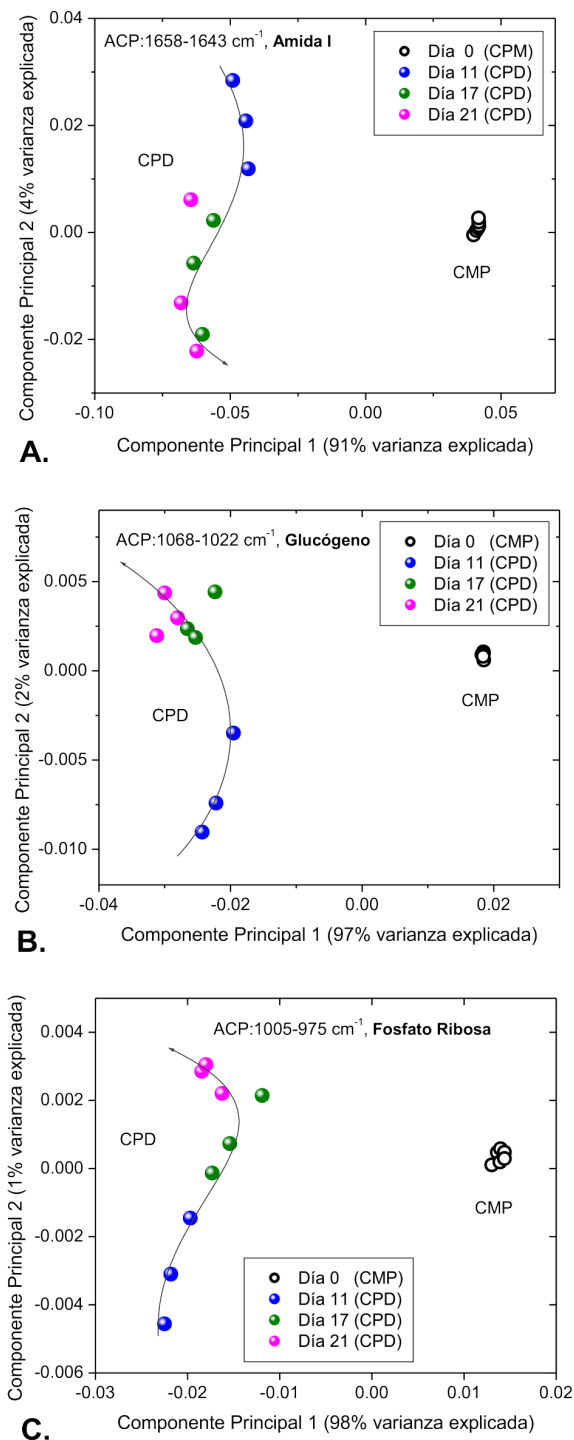 ACP:1658-1643 cm-1, Amida I
Día 0 (CPM)
Día 11 (CPD)
Día 17 (CPD)
Día 21 (CPD)
CPD
CMP
0.04
0.02
0.00
-0.02
-0.10
-0.05
0.00
0.05
Componente Principal 2 (4% varianza explicada)
Componente Principal 1 (91% varianza explicada)
A.
ACP:1068-1022 cm-1, Glucógeno
Día 0 (CMP)
Día 11 (CPD)
Día 17 (CPD)
Día 21 (CPD)
CPD
CMP
0.005
0.000
-0.005
-0.010
-0.04
-0.02
0.00
0.02
Componente Principal 2 (2% varianza explicada)
Componente Principal 1 (97% varianza explicada)
B.
ACP:1005-975 cm-1, Fosfato Ribosa
CPD
CMP
Día 0 (CMP)
Día 11 (CPD)
Día 17 (CPD)
Día 21 (CPD)
0.004
0.002
0.000
-0.002
-0.004
-0.006
-0.03
-0.02
-0.01
0.00
0.01
0.02
Componente Principal 2 (1% varianza explicada)
Componente Principal 1 (98% varianza explicada)
C.